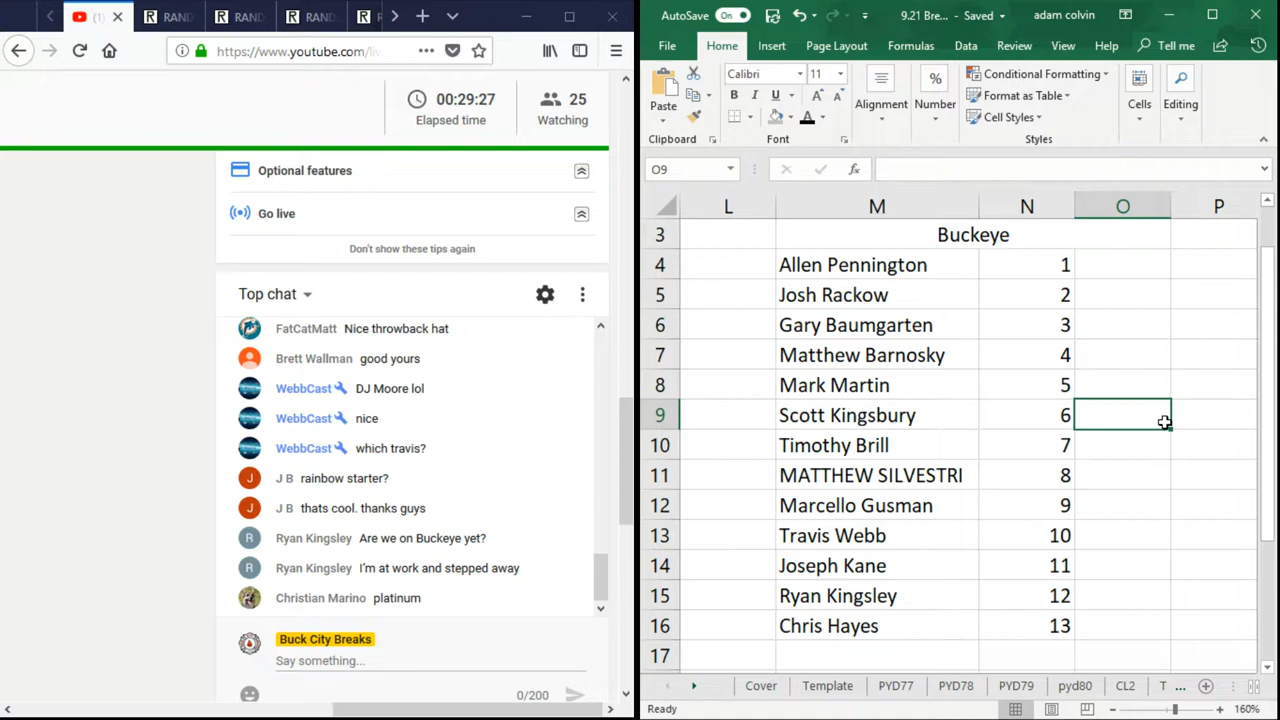 (1)
RAND
RAND
RAND
R
https://www.youtube.com/li
00:29:27
Elapsed time
25
Watching
Optional features
Go live
Don't show these tips again
Top chat
FatCatMatt Nice throwback hat
Brett Wallman good yours
WebbCast DJ Moore lol
WebbCast nice
WebbCast which travis?
J B rainbow starter?
J B thats cool. thanks guys
Ryan Kingsley Are we on Buckeye yet?
Ryan Kingsley I'm at work and stepped away
Christian Marino platinum
Buck City Breaks
Say something...
0/200
AutoSave On 9.21 Bre... - Saved adam colvin
File Home Insert Page Layout Formulas Data Review View Help Tell me
Paste
Clipboard
Calibri 11
B I U A A
A
Font
Alignment
%
Number
Conditional Formatting
Format as Table
Cell Styles
Styles
Cells
Editing
O9 fx
L M N O P
3 Buckeye
4 Allen Pennington 1
5 Josh Rackow 2
6 Gary Baumgarten 3
7 Matthew Barnosky 4
8 Mark Martin 5
9 Scott Kingsbury 6
10 Timothy Brill 7
11 MATTHEW SILVESTRI 8
12 Marcello Gusman 9
13 Travis Webb 10
14 Joseph Kane 11
15 Ryan Kingsley 12
16 Chris Hayes 13
17
... Cover Template PYD77 PYD78 PYD79 pyd80 CL2 T ...
Ready 160%